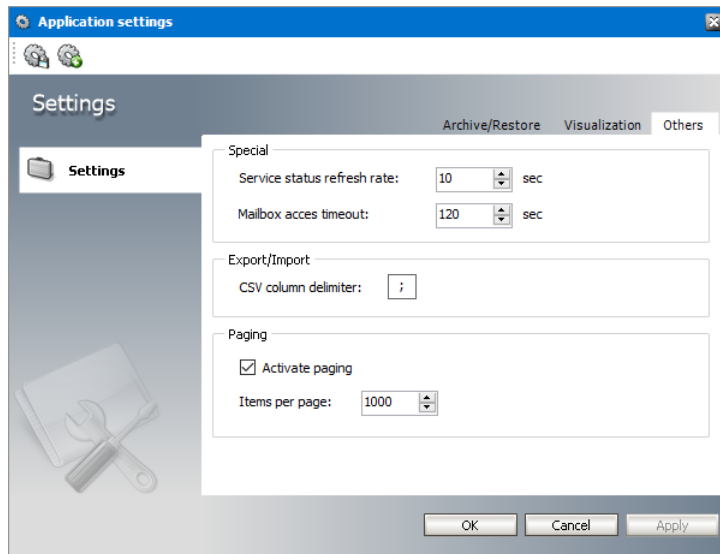 Application settings
Settings
Archive/Restore Visualization Others
Settings
Special
Service status refresh rate: 10 sec
Mailbox acces timeout: 120 sec
Export/Import
CSV column delimiter: ;
Paging
Activate paging
Items per page: 1000
OK Cancel Apply